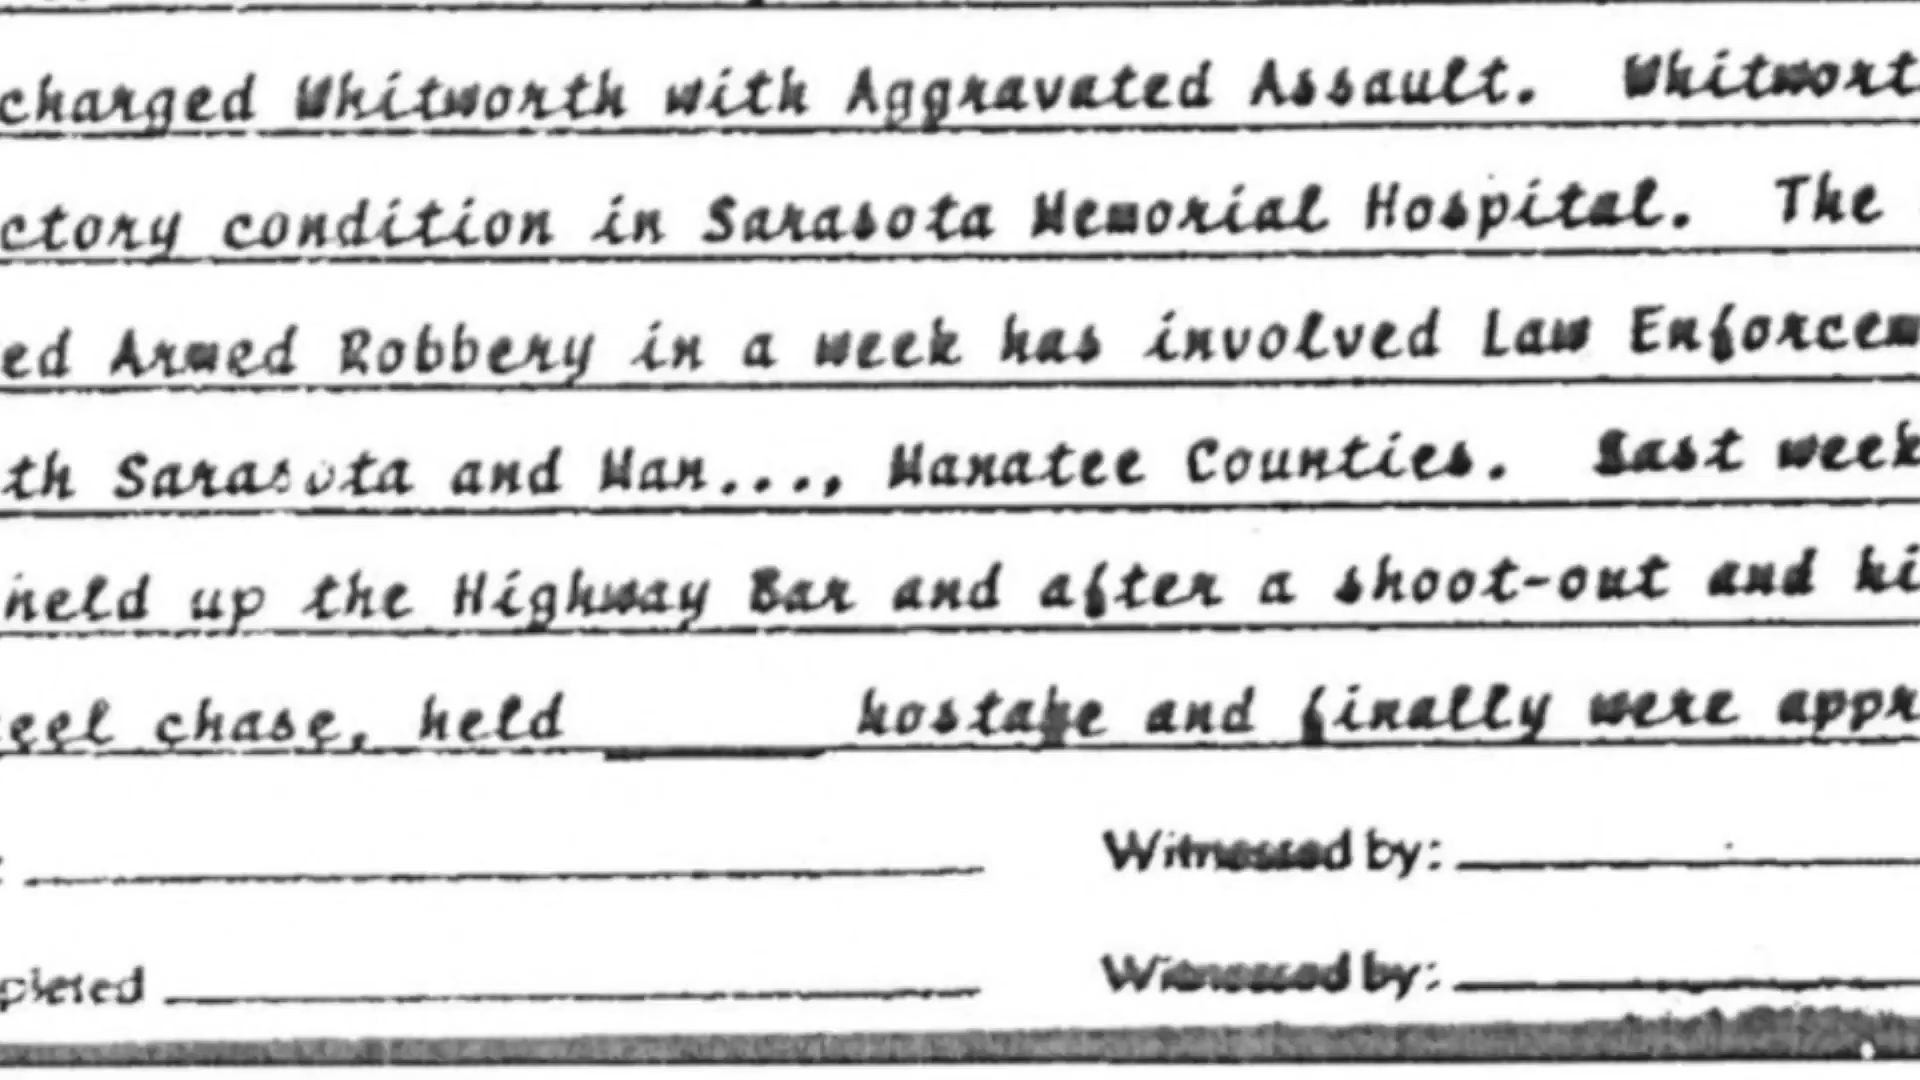 charged Whitworth with Aggravated Assault. Whitwort
ctory condition in Sarasota Memorial Hospital. The
ed Armed Robbery in a week has involved Law Enforcem
th Sarasota and Man..., Manatee Counties. Last week
held up the Highway Bar and after a shoot-out and hi
eel chase, held ______ hostage and finally were appr
Witnessed by:
pleted
Witnessed by: